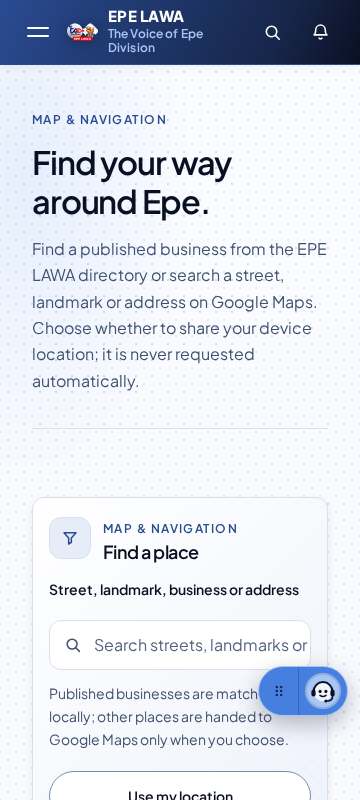 EPE LAWA
The Voice of Epe
Division
MAP & NAVIGATION
Find your way
around Epe.
Find a published business from the EPE
LAWA directory or search a street,
landmark or address on Google Maps.
Choose whether to share your device
location; it is never requested
automatically.
MAP & NAVIGATION
Find a place
Street, landmark, business or address
Search streets, landmarks or
Published businesses are match
locally; other places are handed to
Google Maps only when you choose.
Use my location